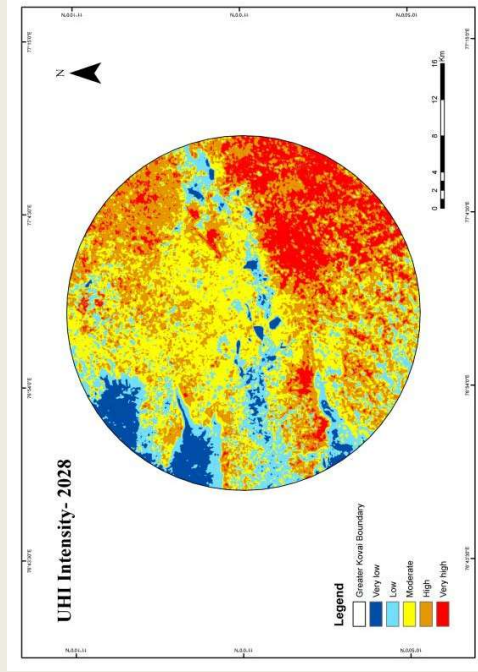 UHI Intensity- 2028
N
Legend
Greater Kovai Boundary
Very low
Low
Moderate
High
Very high
0 2 4 8 12 16
Km